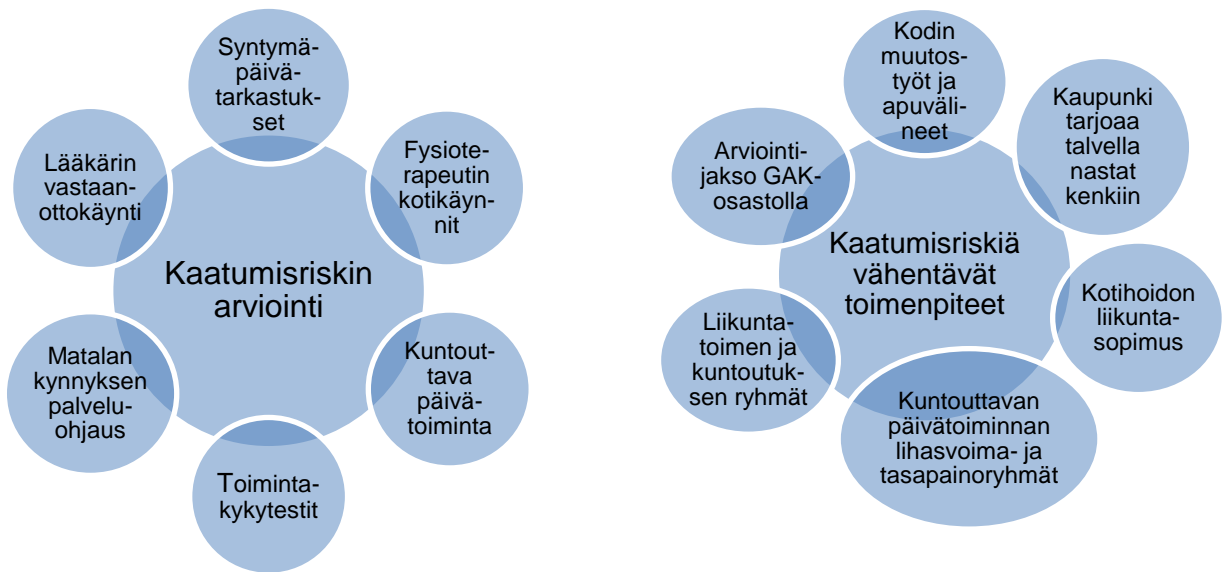 Syntymä-
päivä-
tarkastuk-
set
Fysiote-
rapeutin
kotikäyn-
nit
Kuntout-
tava
päivä-
toiminta
Toiminta-
kykytestit
Matalan
kynnyksen
palvelu-
ohjaus
Lääkärin
vastaan-
ottokäynti
Kaatumisriskin
arviointi
Kodin
muutos-
työt ja
apuväli-
neet
Kaupunki
tarjoaa
talvella
nastat
kenkiin
Kotihoidon
liikunta-
sopimus
Kuntouttavan
päivätoiminnan
lihasvoima- ja
tasapainoryhmät
Liikunta-
toimen ja
kuntoutuk-
sen ryhmät
Arviointi-
jakso GAK-
osastolla
Kaatumisriskiä
vähentävät
toimenpiteet